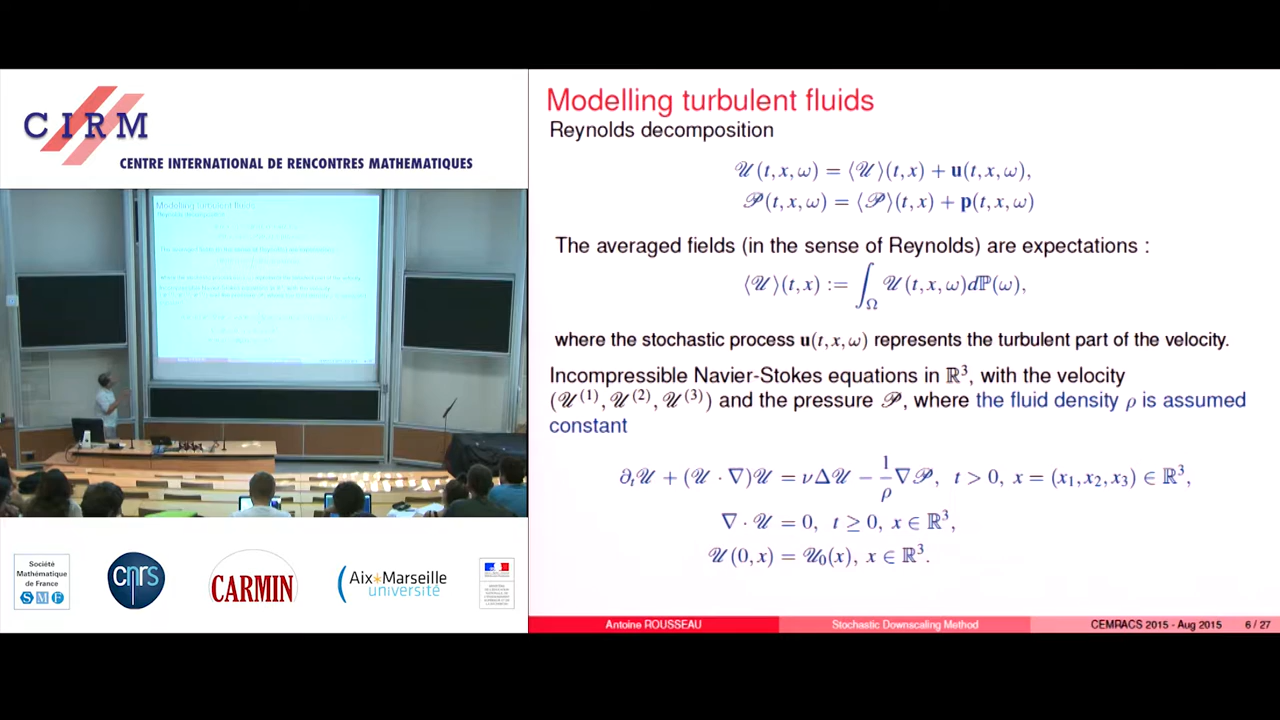 CIRM
CENTRE INTERNATIONAL DE RENCONTRES MATHEMATIQUES
Modelling turbulent fluids
Société
Mathématique
de France
S M F
cnrs
CARMIN
Aix*Marseille
université
Modelling turbulent fluids
Reynolds decomposition
𝒰(t, x, ω) = ⟨𝒰⟩(t, x) + u(t, x, ω),
𝒫(t, x, ω) = ⟨𝒫⟩(t, x) + p(t, x, ω)
The averaged fields (in the sense of Reynolds) are expectations :
⟨𝒰⟩(t, x) := ∫_Ω 𝒰(t, x, ω)dℙ(ω),
where the stochastic process u(t, x, ω) represents the turbulent part of the velocity.
Incompressible Navier-Stokes equations in ℝ³, with the velocity
(𝒰⁽¹⁾, 𝒰⁽²⁾, 𝒰⁽³⁾) and the pressure 𝒫, where the fluid density ρ is assumed
constant
∂ₜ𝒰 + (𝒰 · ∇)𝒰 = νΔ𝒰 − 1/ρ ∇𝒫, t > 0, x = (x₁, x₂, x₃) ∈ ℝ³,
∇ · 𝒰 = 0, t ≥ 0, x ∈ ℝ³,
𝒰(0, x) = 𝒰₀(x), x ∈ ℝ³.
Antoine ROUSSEAU Stochastic Downscaling Method CEMRACS 2015 - Aug 2015 6 / 27